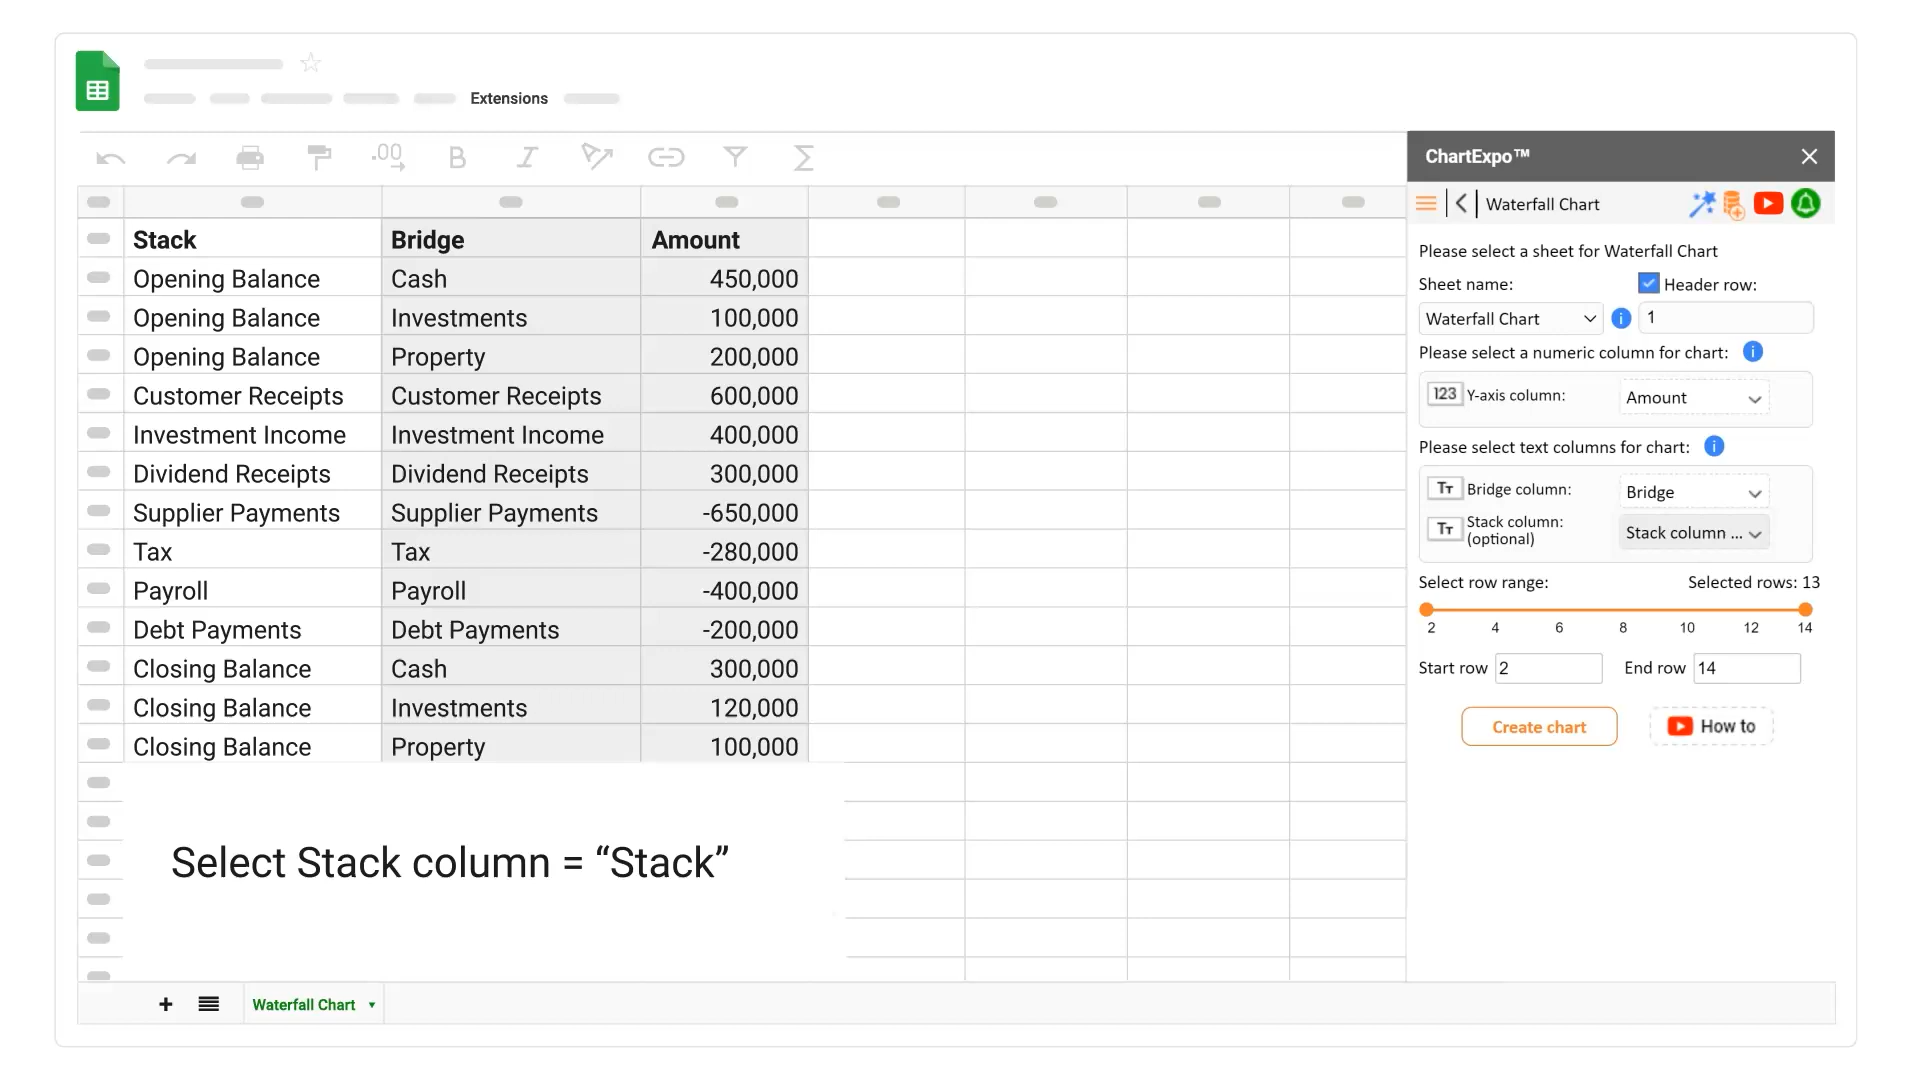 Extensions
.00
B
I
Σ
ChartExpo™
Waterfall Chart
Stack Bridge Amount
Opening Balance Cash 450,000
Opening Balance Investments 100,000
Opening Balance Property 200,000
Customer Receipts Customer Receipts 600,000
Investment Income Investment Income 400,000
Dividend Receipts Dividend Receipts 300,000
Supplier Payments Supplier Payments -650,000
Tax Tax -280,000
Payroll Payroll -400,000
Debt Payments Debt Payments -200,000
Closing Balance Cash 300,000
Closing Balance Investments 120,000
Closing Balance Property 100,000
Select Stack column = “Stack”
Please select a sheet for Waterfall Chart
Sheet name: Header row:
Waterfall Chart i 1
Please select a numeric column for chart: i
123 Y-axis column: Amount
Please select text columns for chart: i
Tт Bridge column: Bridge
Tт Stack column: Stack column ...
(optional)
Select row range: Selected rows: 13
2 4 6 8 10 12 14
Start row 2 End row 14
Create chart How to
+ Waterfall Chart